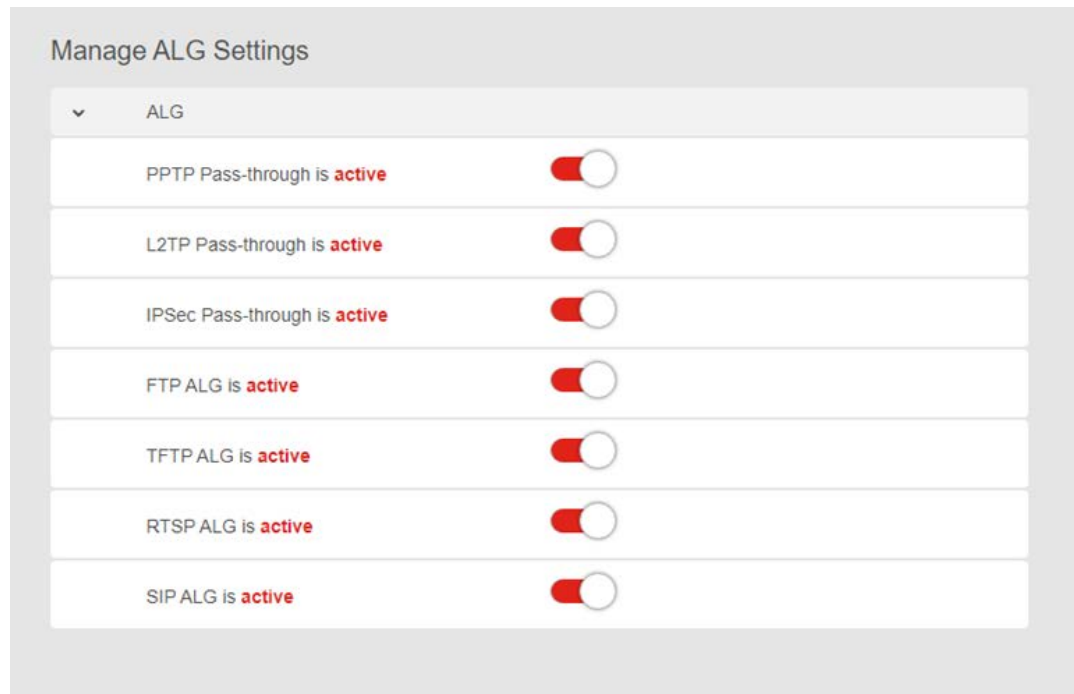 Manage ALG Settings
ALG
PPTP Pass-through is active
L2TP Pass-through is active
IPSec Pass-through is active
FTP ALG is active
TFTP ALG is active
RTSP ALG is active
SIP ALG is active